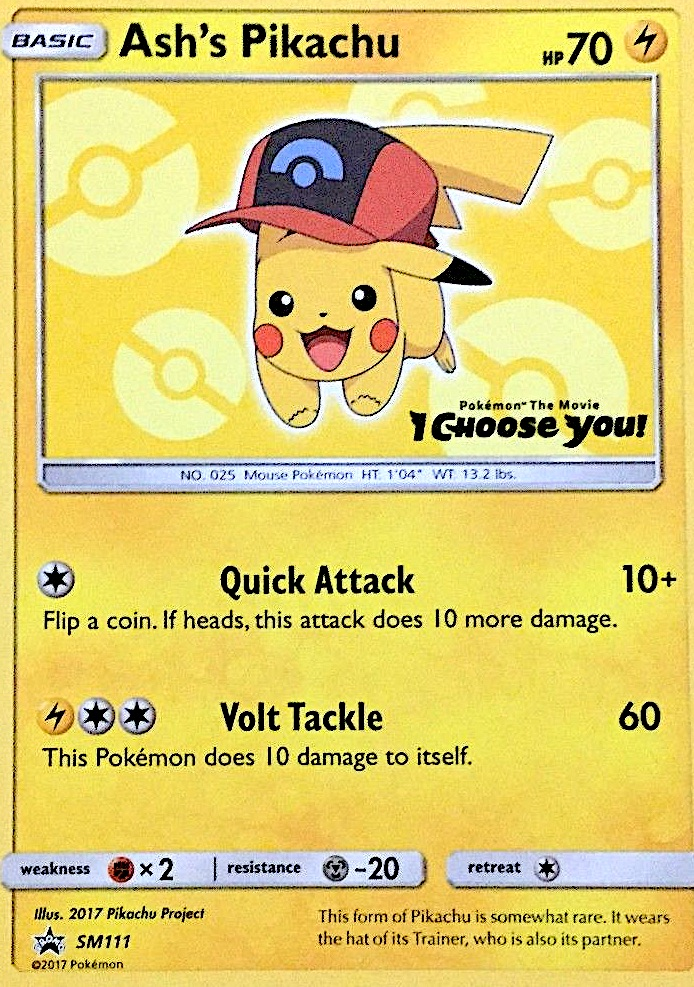 BASIC Ash's Pikachu HP70
Pokémon The Movie
I CHOOSE YOU!
NO. 025 Mouse Pokémon HT: 1'04" WT: 13.2 lbs.
Quick Attack 10+
Flip a coin. If heads, this attack does 10 more damage.
Volt Tackle 60
This Pokémon does 10 damage to itself.
weakness ×2 resistance -20 retreat
Illus. 2017 Pikachu Project
SM111
©2017 Pokémon
This form of Pikachu is somewhat rare. It wears
the hat of its Trainer, who is also its partner.